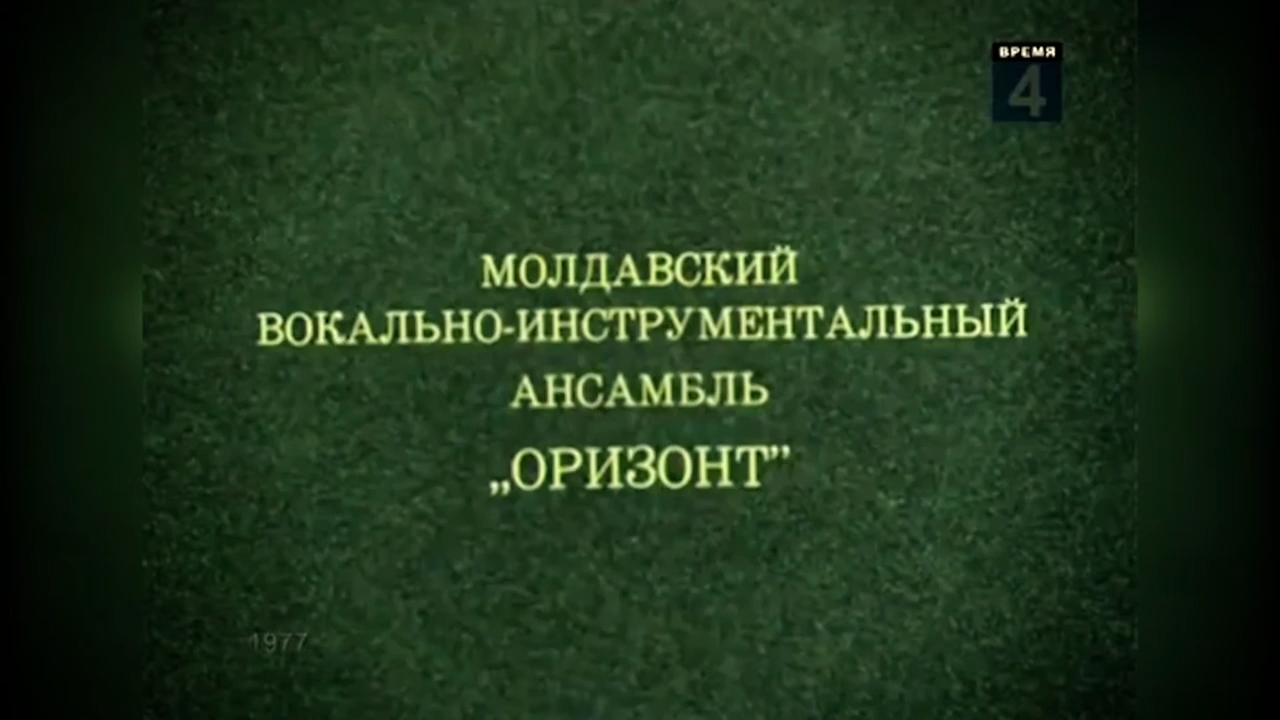 ВРЕМЯ
4
МОЛДАВСКИЙ
ВОКАЛЬНО-ИНСТРУМЕНТАЛЬНЫЙ
АНСАМБЛЬ
„ОРИЗОНТ”
1977